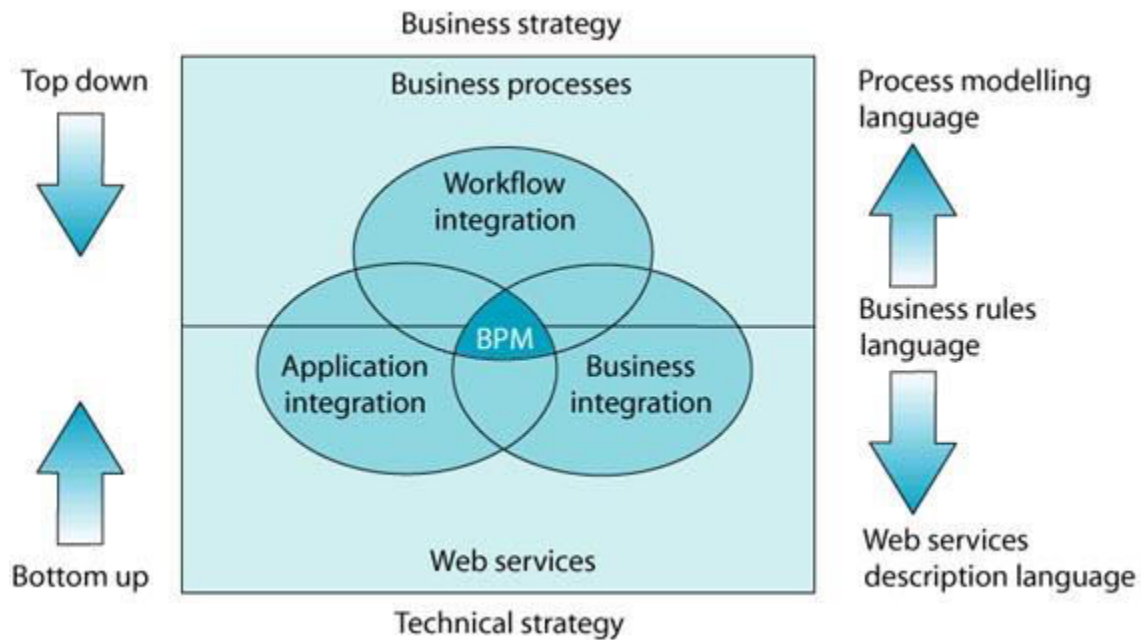 Business strategy
Top down
Business processes
Process modelling
language
Workflow
integration
BPM
Business rules
language
Application
integration
Business
integration
Web services
Bottom up
Web services
description language
Technical strategy